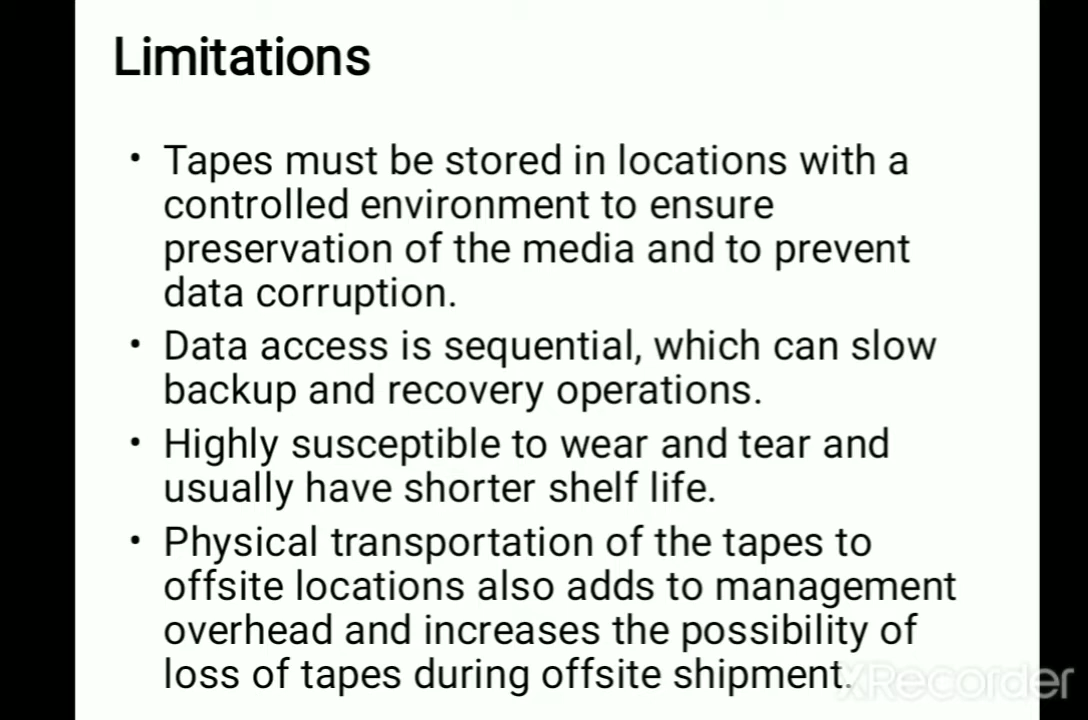 Limitations
• Tapes must be stored in locations with a
controlled environment to ensure
preservation of the media and to prevent
data corruption.
• Data access is sequential, which can slow
backup and recovery operations.
• Highly susceptible to wear and tear and
usually have shorter shelf life.
• Physical transportation of the tapes to
offsite locations also adds to management
overhead and increases the possibility of
loss of tapes during offsite shipment.
XRecorder